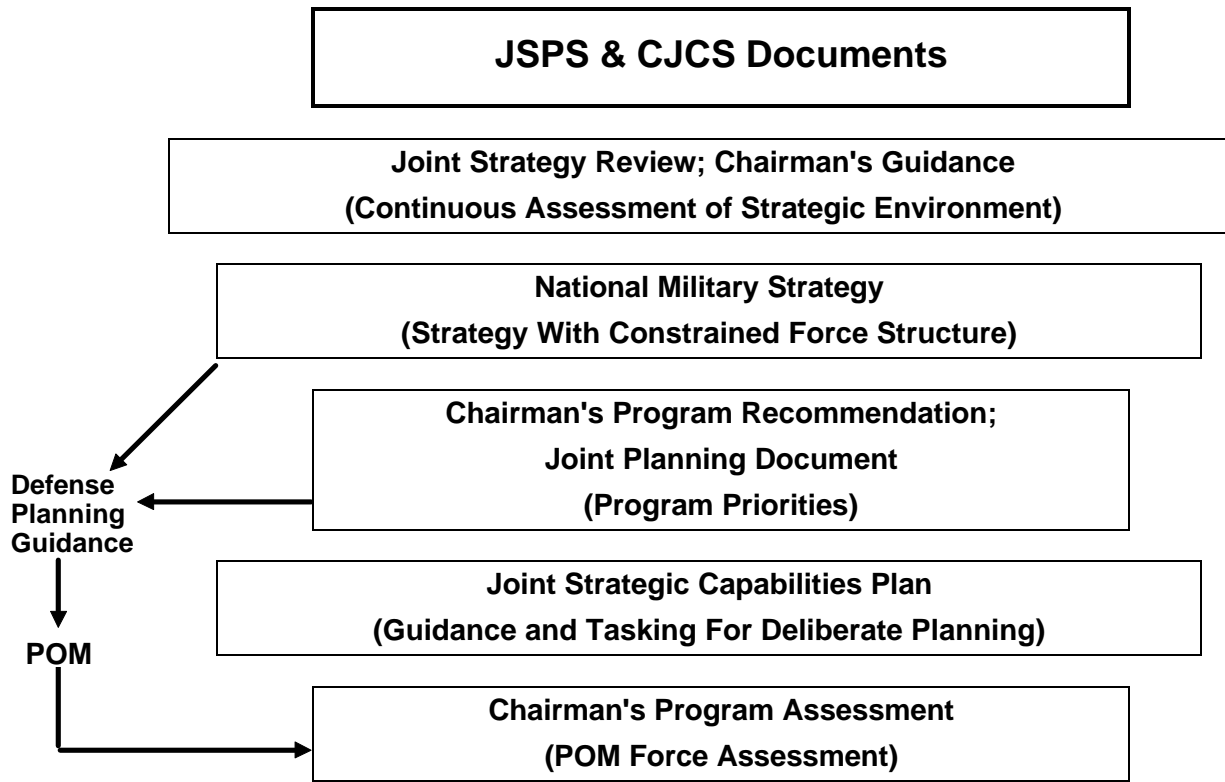 JSPS & CJCS Documents
Joint Strategy Review; Chairman's Guidance
(Continuous Assessment of Strategic Environment)
National Military Strategy
(Strategy With Constrained Force Structure)
Chairman's Program Recommendation;
Joint Planning Document
(Program Priorities)
Defense
Planning
Guidance
Joint Strategic Capabilities Plan
(Guidance and Tasking For Deliberate Planning)
POM
Chairman's Program Assessment
(POM Force Assessment)